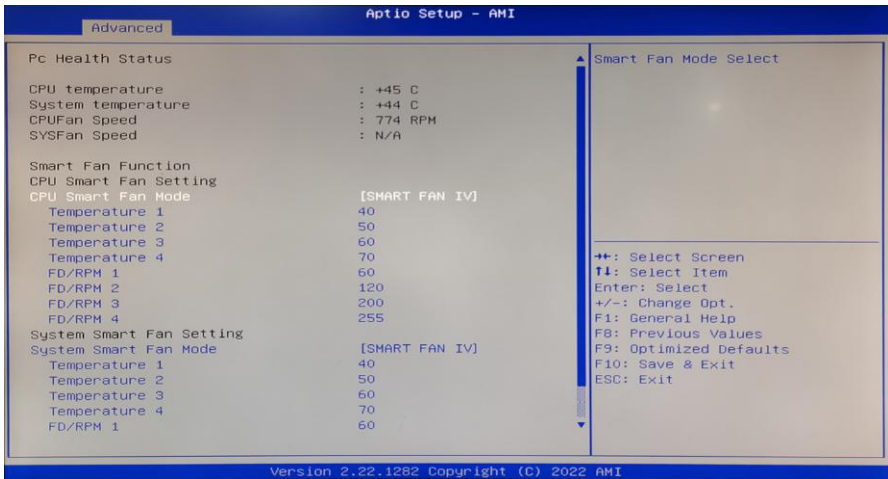 Aptio Setup - AMI
Advanced
Pc Health Status
CPU temperature : +45 C
System temperature : +44 C
CPUFan Speed : 774 RPM
SYSFan Speed : N/A
Smart Fan Function
CPU Smart Fan Setting
CPU Smart Fan Mode [SMART FAN IV]
Temperature 1 40
Temperature 2 50
Temperature 3 60
Temperature 4 70
FD/RPM 1 60
FD/RPM 2 120
FD/RPM 3 200
FD/RPM 4 255
System Smart Fan Setting
System Smart Fan Mode [SMART FAN IV]
Temperature 1 40
Temperature 2 50
Temperature 3 60
Temperature 4 70
FD/RPM 1 60
Smart Fan Mode Select
→←: Select Screen
↑↓: Select Item
Enter: Select
+/-: Change Opt.
F1: General Help
F8: Previous Values
F9: Optimized Defaults
F10: Save & Exit
ESC: Exit
Version 2.22.1282 Copyright (C) 2022 AMI